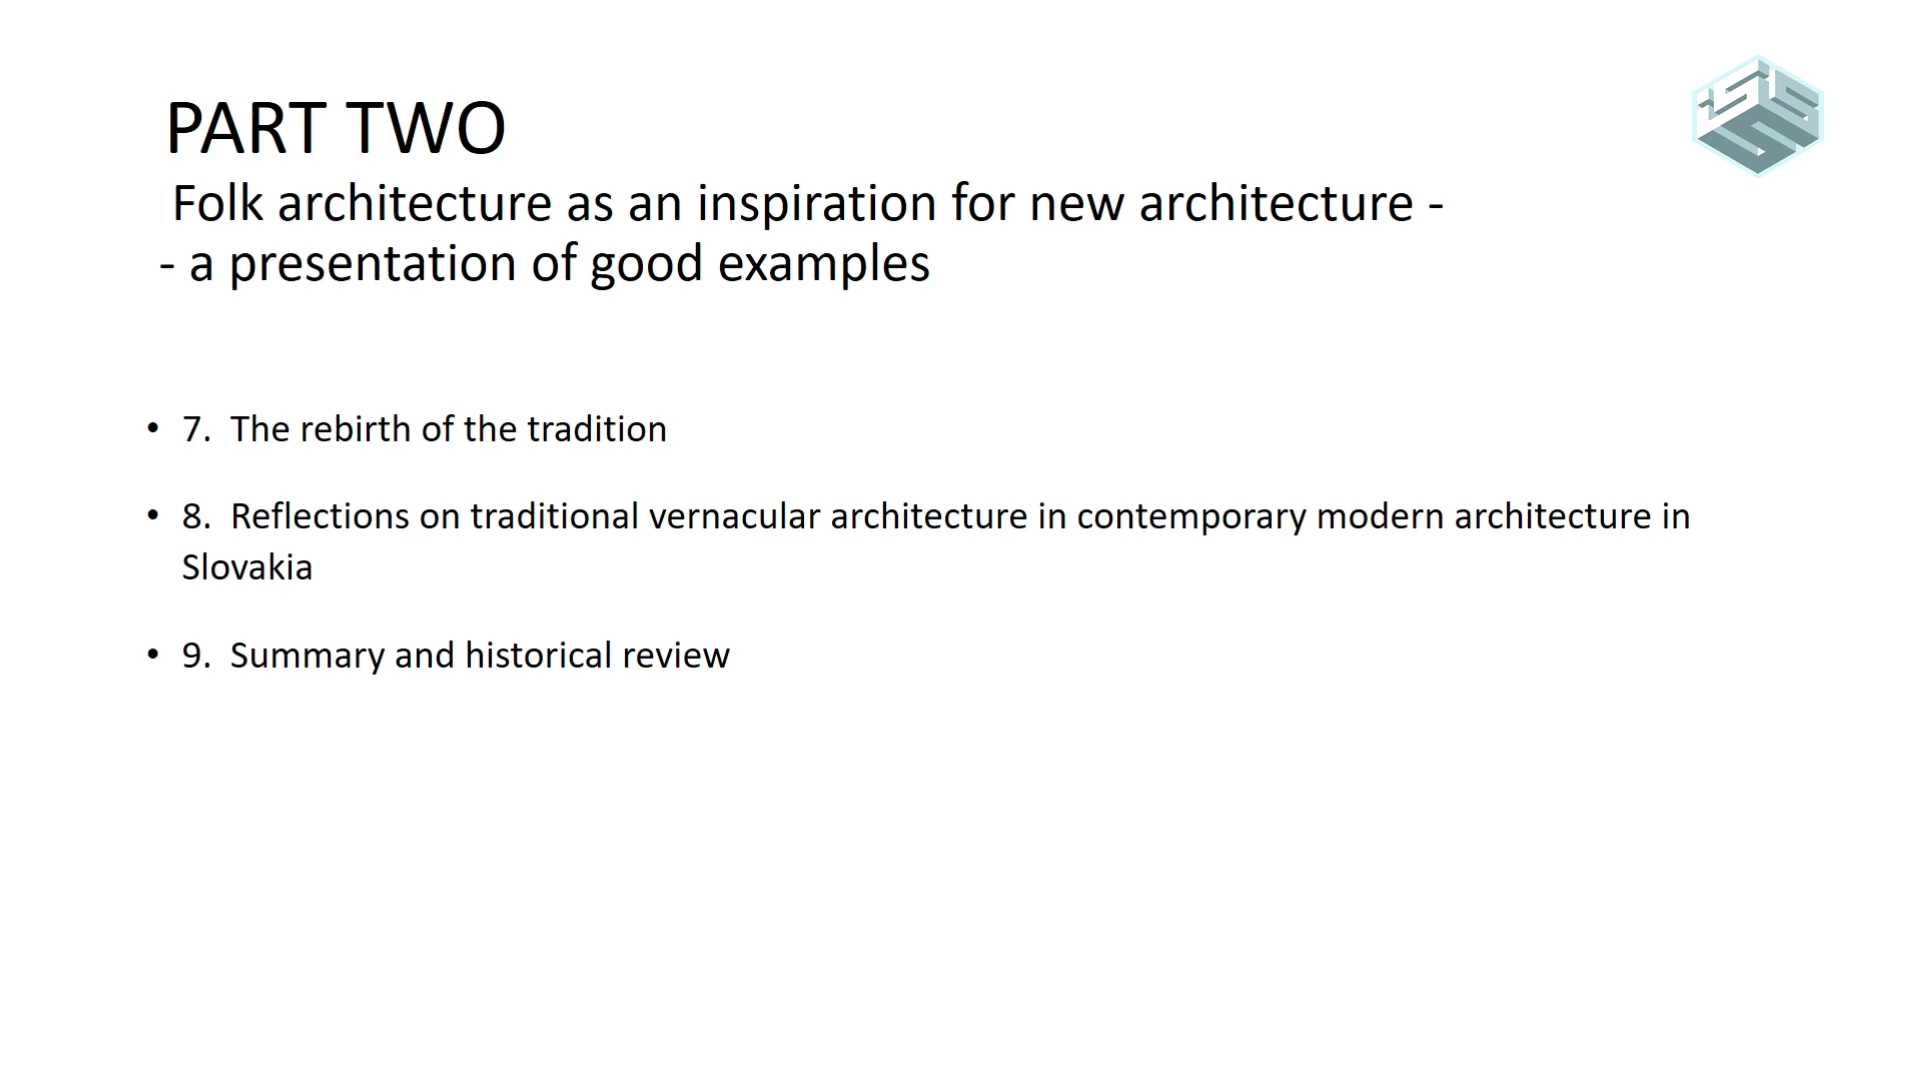 PART TWO
Folk architecture as an inspiration for new architecture -
- a presentation of good examples
• 7. The rebirth of the tradition
• 8. Reflections on traditional vernacular architecture in contemporary modern architecture in
Slovakia
• 9. Summary and historical review